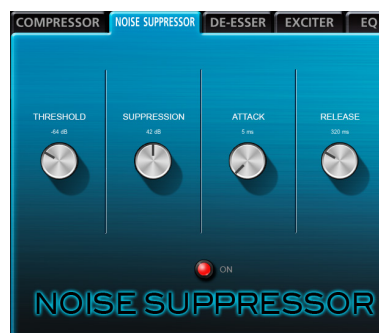 COMPRESSOR NOISE SUPPRESSOR DE-ESSER EXCITER EQ
THRESHOLD SUPPRESSION ATTACK RELEASE
-64 dB 42 dB 5 ms 320 ms
ON
NOISE SUPPRESSOR